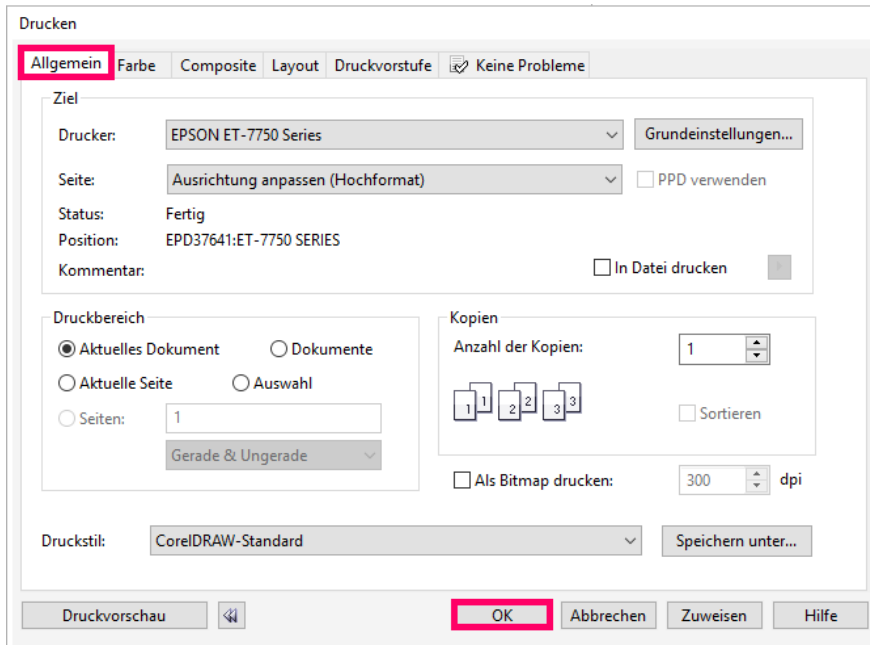 Drucken
Allgemein Farbe Composite Layout Druckvorstufe Keine Probleme
Ziel
Drucker: EPSON ET-7750 Series Grundeinstellungen...
Seite: Ausrichtung anpassen (Hochformat) PPD verwenden
Status: Fertig
Position: EPD37641:ET-7750 SERIES
Kommentar: In Datei drucken
Druckbereich
Aktuelles Dokument Dokumente
Aktuelle Seite Auswahl
Seiten: 1
Gerade & Ungerade
Kopien
Anzahl der Kopien: 1
1 1 2 2 3 3
Sortieren
Als Bitmap drucken: 300 dpi
Druckstil: CorelDRAW-Standard Speichern unter...
Druckvorschau OK Abbrechen Zuweisen Hilfe